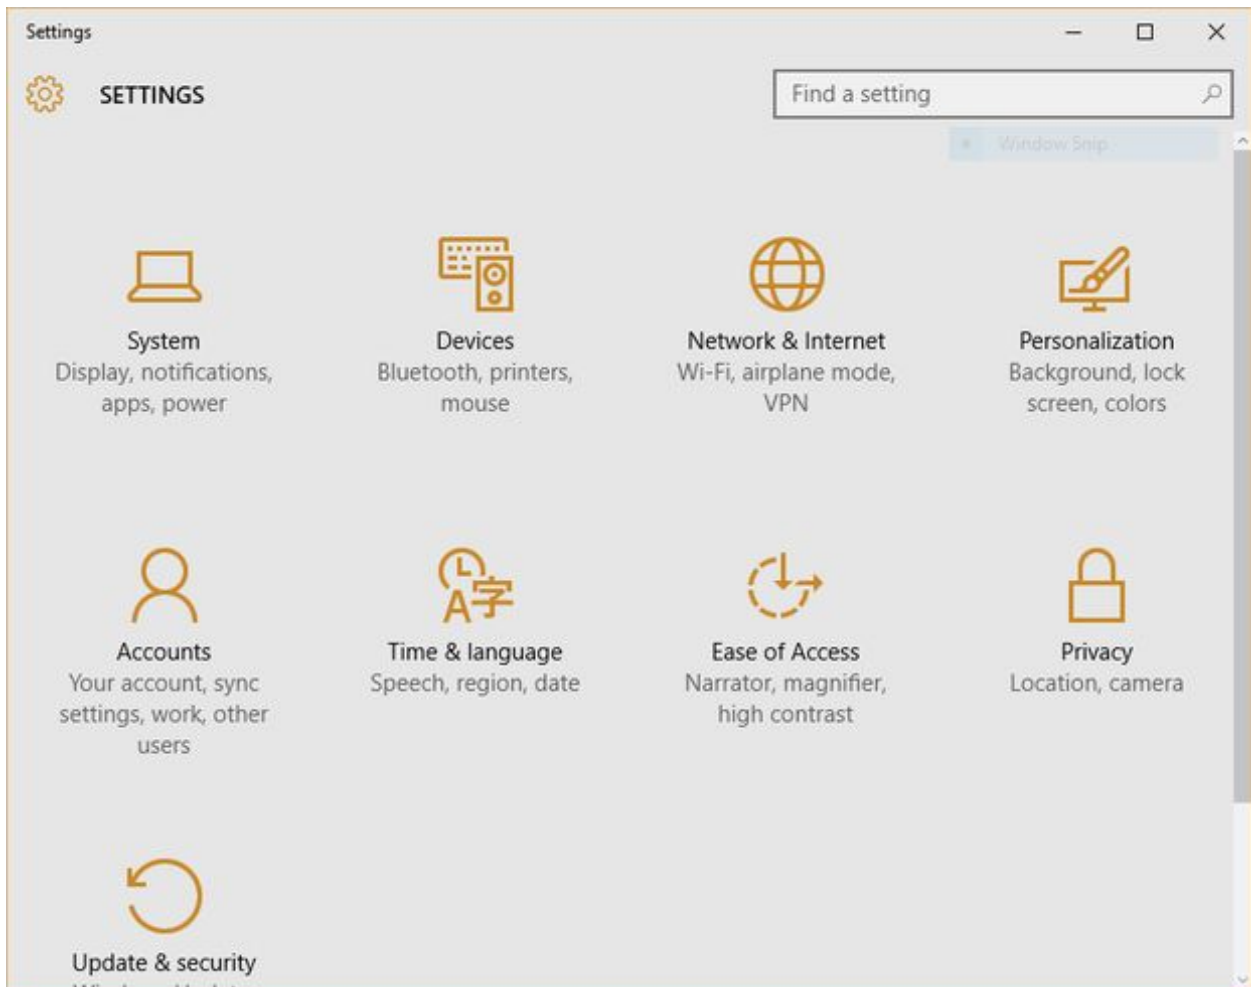 Settings
SETTINGS
Find a setting
Window Snip
System
Display, notifications,
apps, power
Devices
Bluetooth, printers,
mouse
Network & Internet
Wi-Fi, airplane mode,
VPN
Personalization
Background, lock
screen, colors
Accounts
Your account, sync
settings, work, other
users
Time & language
Speech, region, date
Ease of Access
Narrator, magnifier,
high contrast
Privacy
Location, camera
Update & security